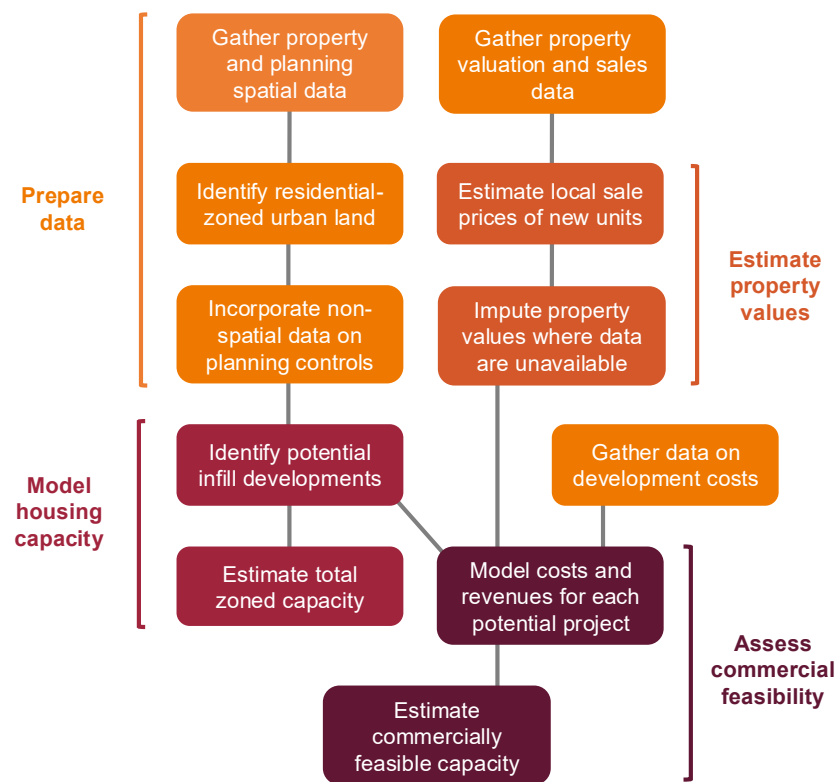 Gather property
and planning
spatial data
Gather property
valuation and sales
data
Prepare
data
Identify residential-
zoned urban land
Estimate local sale
prices of new units
Estimate
property
values
Incorporate non-
spatial data on
planning controls
Impute property
values where data
are unavailable
Model
housing
capacity
Identify potential
infill developments
Gather data on
development costs
Estimate total
zoned capacity
Model costs and
revenues for each
potential project
Assess
commercial
feasibility
Estimate
commercially
feasible capacity